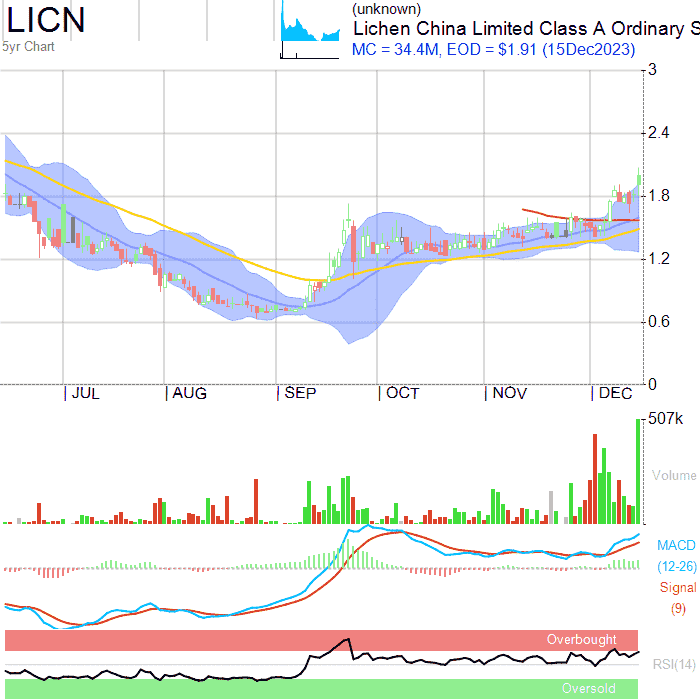 LICN
5yr Chart
(unknown)
Lichen China Limited Class A Ordinary S
MC = 34.4M, EOD = $1.91 (15Dec2023)
3
2.4
1.8
1.2
0.6
0
JUL AUG SEP OCT NOV DEC
507k
Volume
MACD
(12-26)
Signal
(9)
Overbought
RSI(14)
Oversold